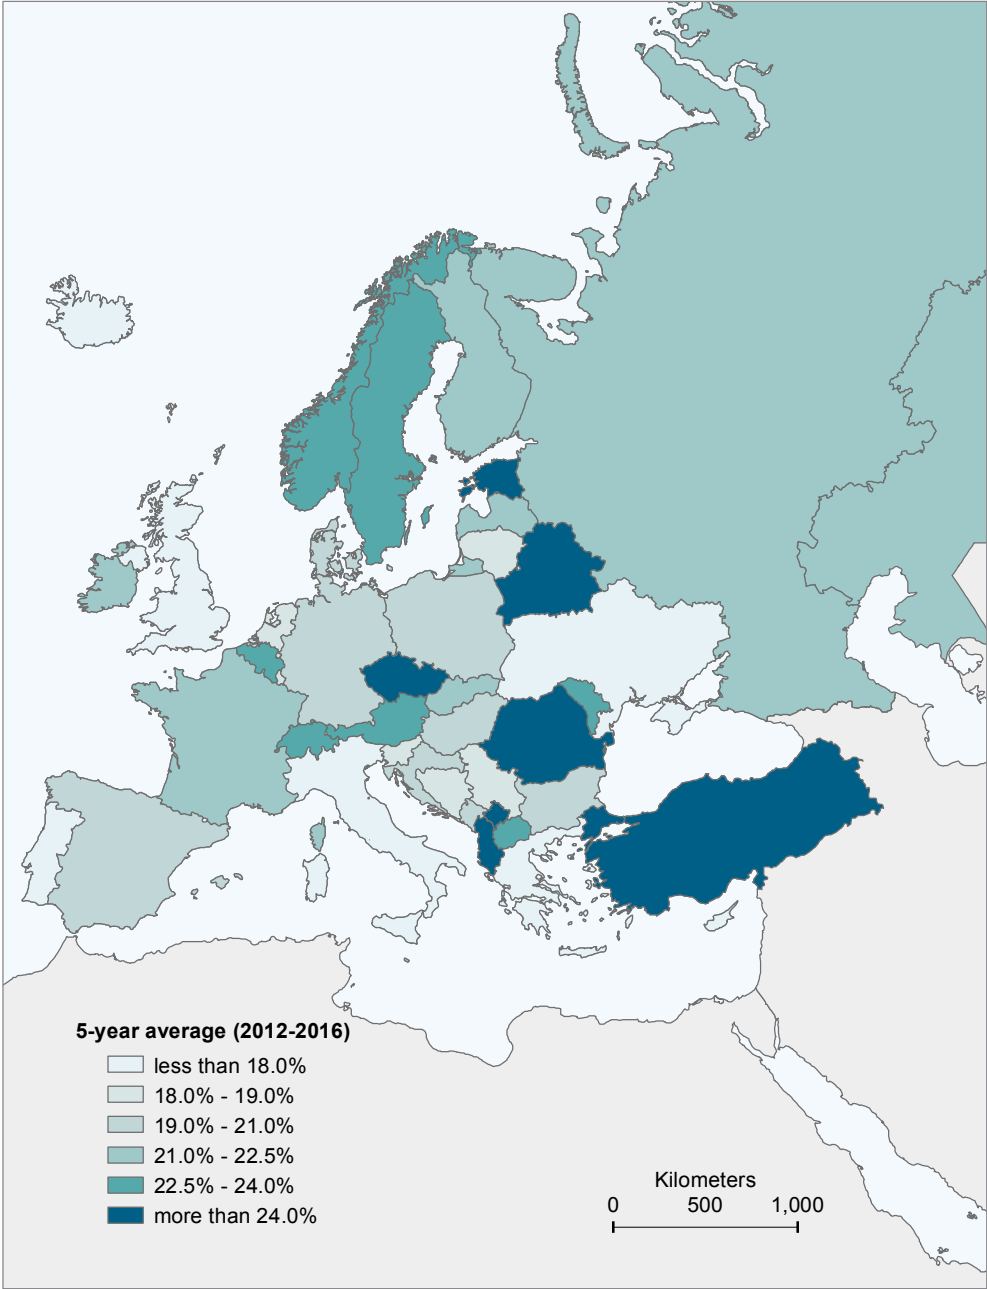 5-year average (2012-2016)
less than 18.0%
18.0% - 19.0%
19.0% - 21.0%
21.0% - 22.5%
22.5% - 24.0%
more than 24.0%
Kilometers
0 500 1,000